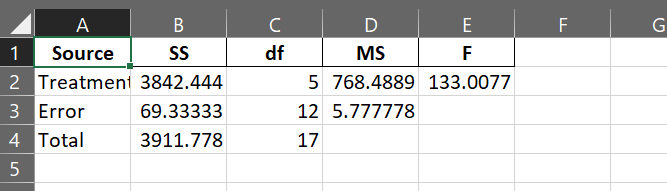 A B C D E F G
1 Source SS df MS F
2 Treatment 3842.444 5 768.4889 133.0077
3 Error 69.33333 12 5.777778
4 Total 3911.778 17
5